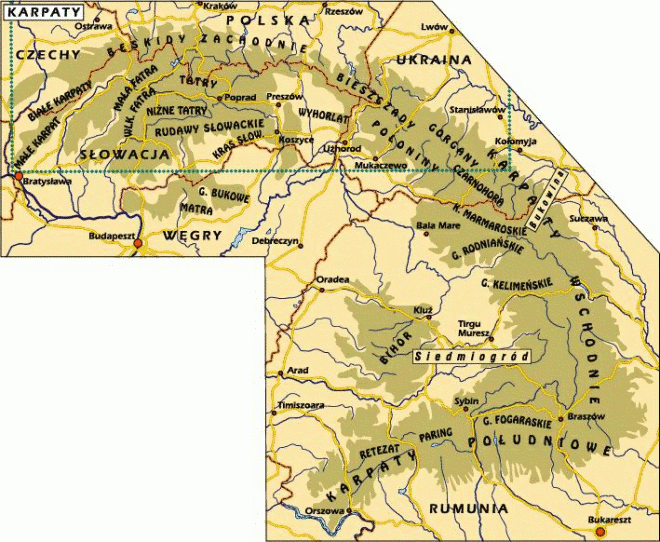 KARPATY
Ostrawa
Kraków
POLSKA
Rzeszów
Lwów
CZECHY
BESKIDY ZACHODNIE
UKRAINA
BIAŁE KARPATY
MAŁA FATRA
TATRY
WLK. FATRA
Poprad
Preszów
BIESZCZADY
Stanisławów
NIŻNE TATRY
WYHORLAT
GORGANY
MAŁE KARPAT
RUDAWY SŁOWACKIE
POŁONINY
KRAS SŁOW.
Koszyce
Użhorod
Kołomyja
SŁOWACJA
Mukaczewo
CZARNOHORA
KARPATY WSCHODNIE
Bratysława
G. BUKOWE
MATRA
Bukowina
K. MARMAROSKIE
Suczawa
Budapeszt
WĘGRY
Debreczyn
Baia Mare
G. RODNIAŃSKIE
Oradea
G. KELIMEŃSKIE
Kluż
BIHOR
Tirgu
Muresz
Siedmiogród
Arad
Timiszoara
Sybin
Braszów
G. FOGARASKIE
PARING
RETEZAT
KARPATY POŁUDNIOWE
Orszowa
RUMUNIA
Bukareszt